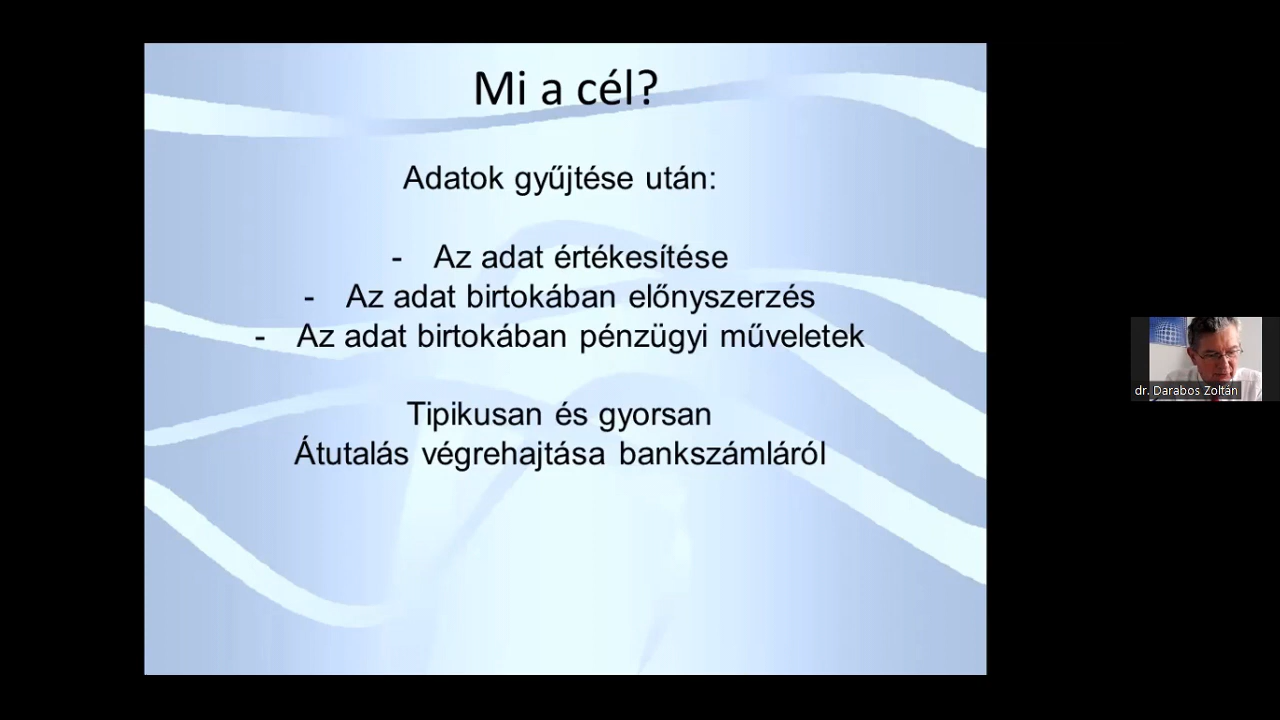 Mi a cél?
Adatok gyűjtése után:
- Az adat értékesítése
- Az adat birtokában előnyszerzés
- Az adat birtokában pénzügyi műveletek
Tipikusan és gyorsan
Átutalás végrehajtása bankszámláról
dr. Darabos Zoltán